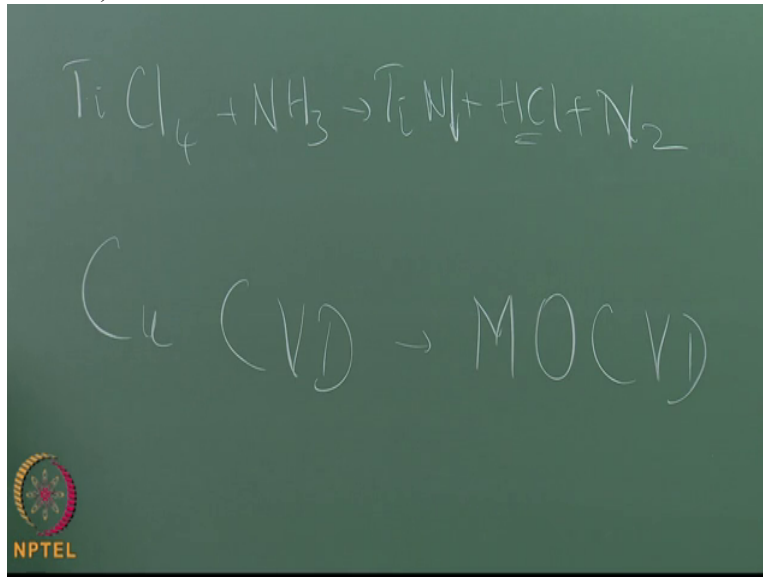 TiCl₄ + NH₃ → TiN↓ + HCl + N₂
Cu CVD → MOCVD
NPTEL